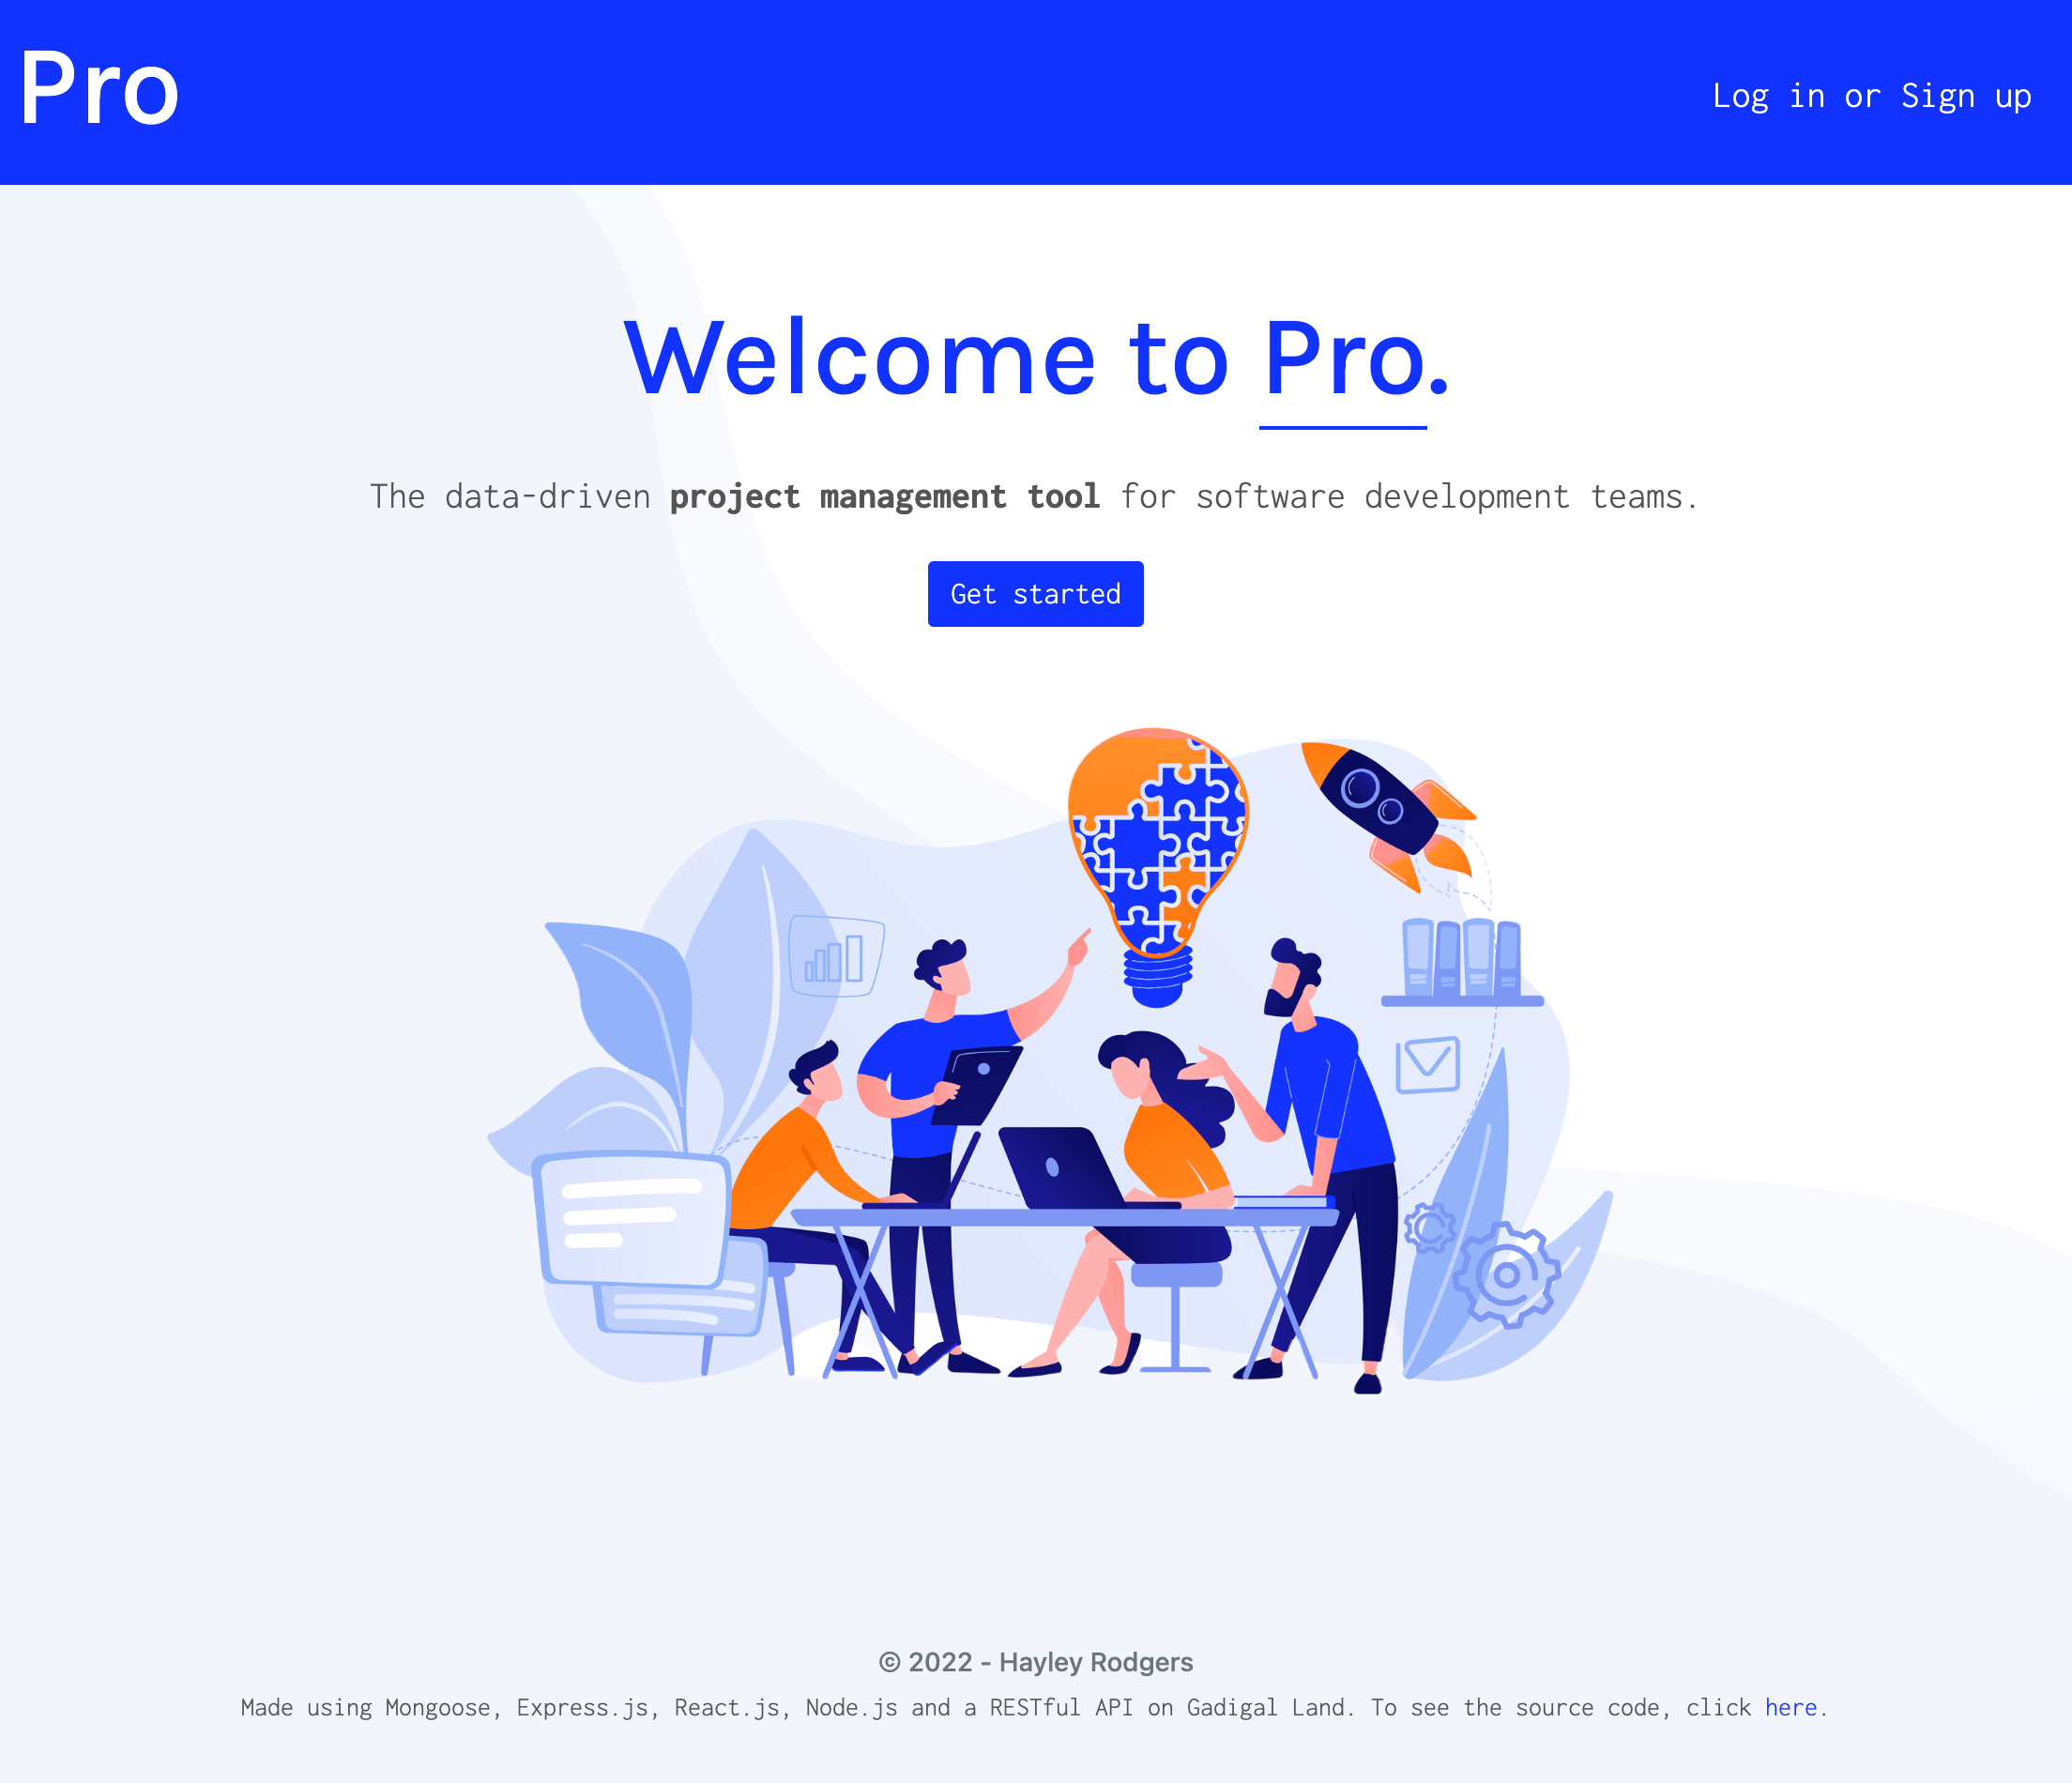 Pro
Log in or Sign up
Welcome to Pro.
The data-driven project management tool for software development teams.
Get started
© 2022 - Hayley Rodgers
Made using Mongoose, Express.js, React.js, Node.js and a RESTful API on Gadigal Land. To see the source code, click here.